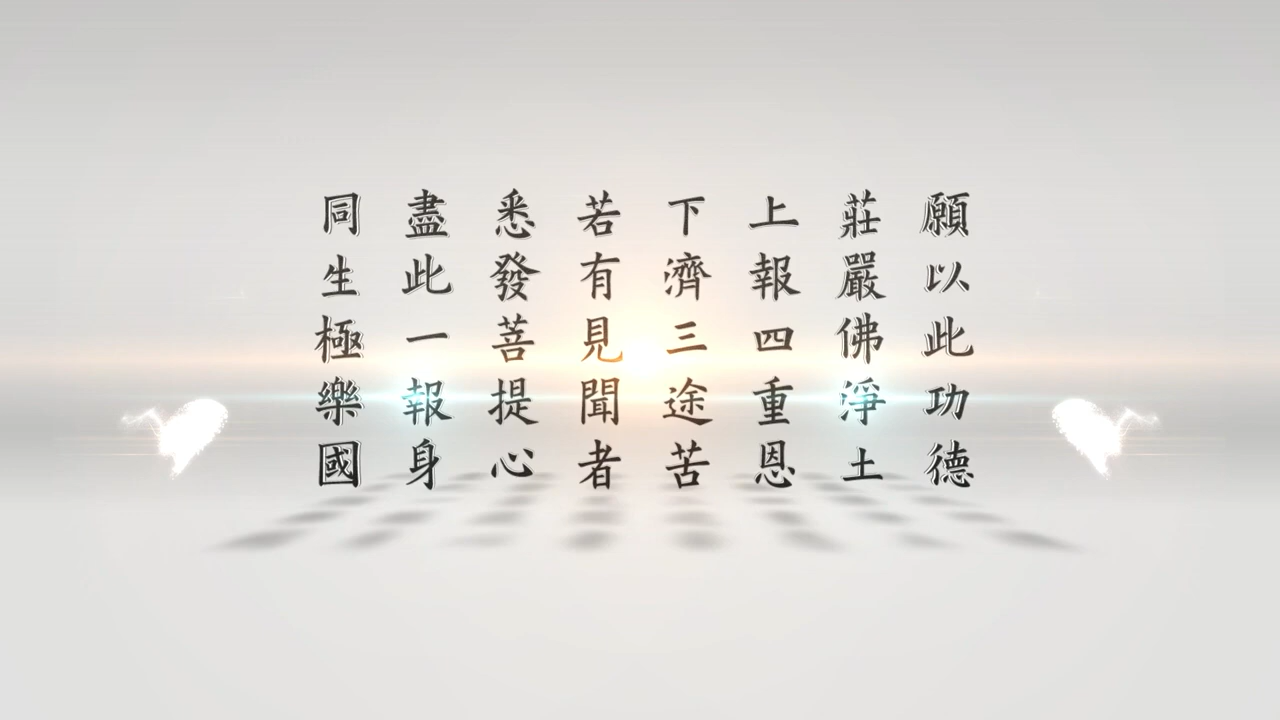 願以此功德
莊嚴佛淨土
上報四重恩
下濟三途苦
若有見聞者
悉發菩提心
盡此一報身
同生極樂國